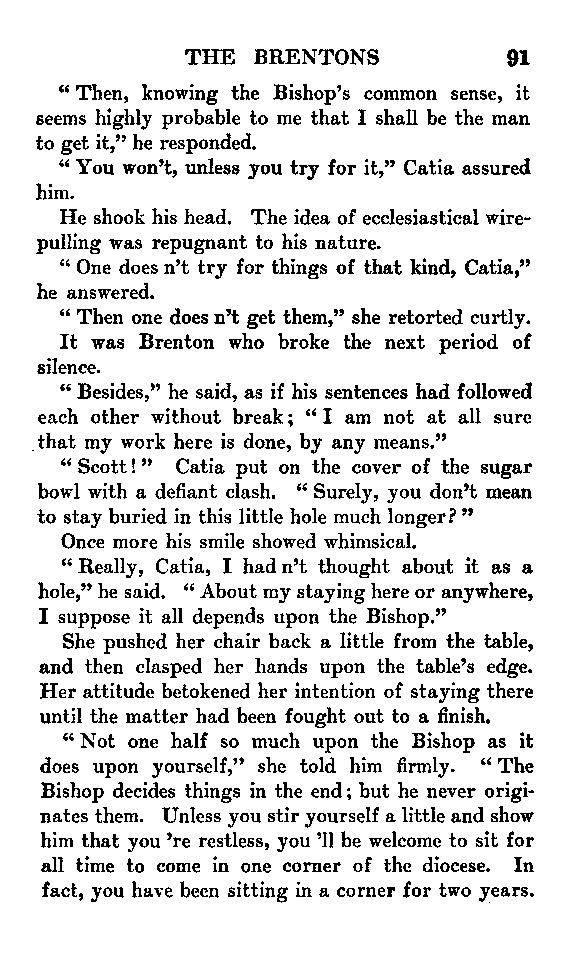 THE BRENTONS 91
“ Then, knowing the Bishop’s common sense, it
seems highly probable to me that I shall be the man
to get it,” he responded.
“ You won’t, unless you try for it,” Catia assured
him.
He shook his head. The idea of ecclesiastical wire-
pulling was repugnant to his nature.
“ One does n’t try for things of that kind, Catia,”
he answered.
“ Then one does n’t get them,” she retorted curtly.
It was Brenton who broke the next period of
silence.
“ Besides,” he said, as if his sentences had followed
each other without break; “ I am not at all sure
that my work here is done, by any means.”
“ Scott! ” Catia put on the cover of the sugar
bowl with a defiant clash. “ Surely, you don’t mean
to stay buried in this little hole much longer? ”
Once more his smile showed whimsical.
“ Really, Catia, I had n’t thought about it as a
hole,” he said. “ About my staying here or anywhere,
I suppose it all depends upon the Bishop.”
She pushed her chair back a little from the table,
and then clasped her hands upon the table’s edge.
Her attitude betokened her intention of staying there
until the matter had been fought out to a finish.
“ Not one half so much upon the Bishop as it
does upon yourself,” she told him firmly. “ The
Bishop decides things in the end; but he never origi-
nates them. Unless you stir yourself a little and show
him that you ’re restless, you ’ll be welcome to sit for
all time to come in one corner of the diocese. In
fact, you have been sitting in a corner for two years.